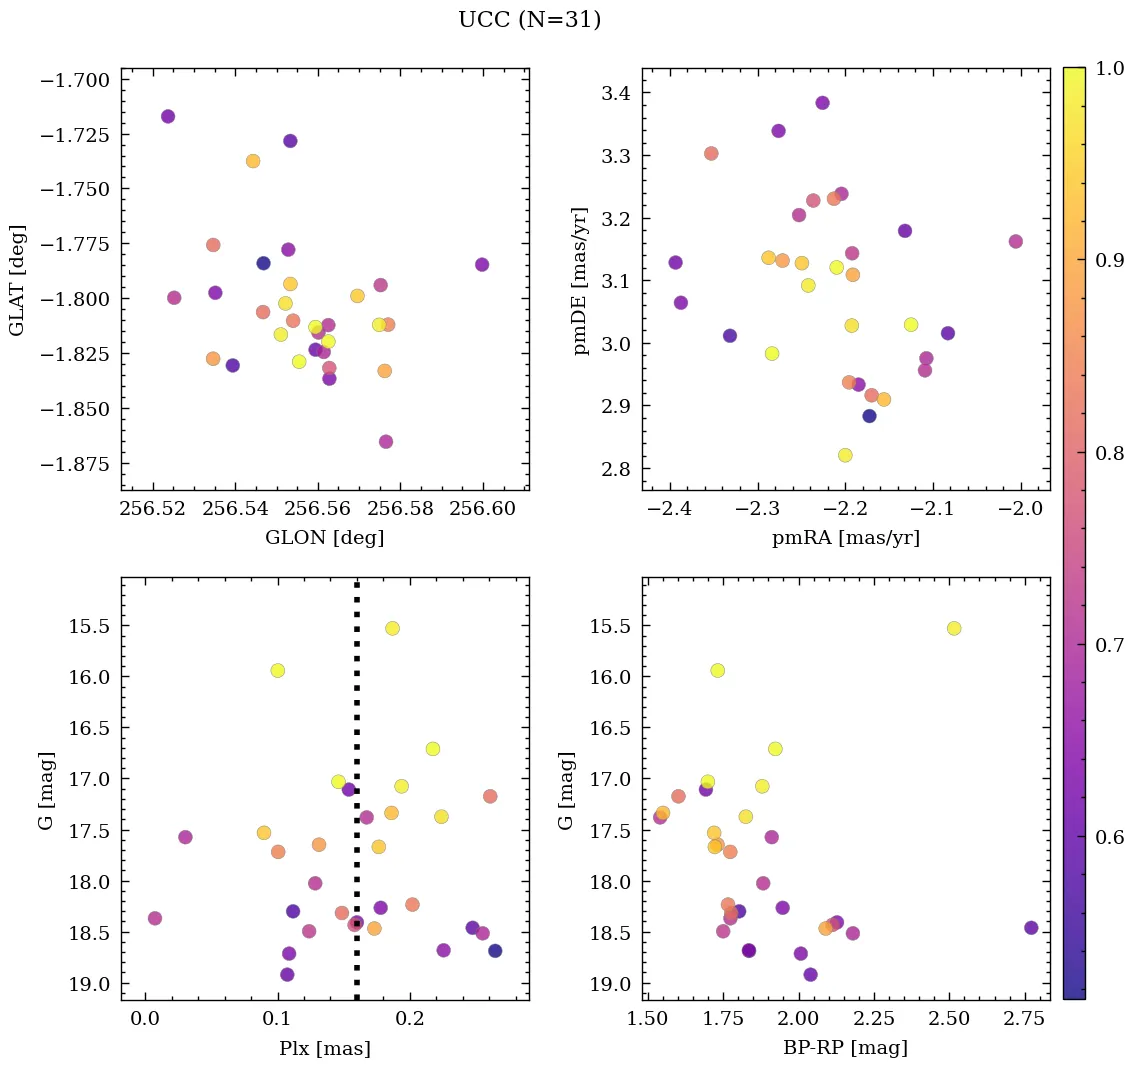 UCC (N=31)
−1.700
−1.725
−1.750
−1.775
−1.800
−1.825
−1.850
−1.875
GLAT [deg]
256.52 256.54 256.56 256.58 256.60
GLON [deg]
3.4
3.3
3.2
3.1
3.0
2.9
2.8
pmDE [mas/yr]
−2.4 −2.3 −2.2 −2.1 −2.0
pmRA [mas/yr]
15.5
16.0
16.5
17.0
17.5
18.0
18.5
19.0
G [mag]
0.0 0.1 0.2
Plx [mas]
15.5
16.0
16.5
17.0
17.5
18.0
18.5
19.0
G [mag]
1.50 1.75 2.00 2.25 2.50 2.75
BP-RP [mag]
1.0
0.9
0.8
0.7
0.6